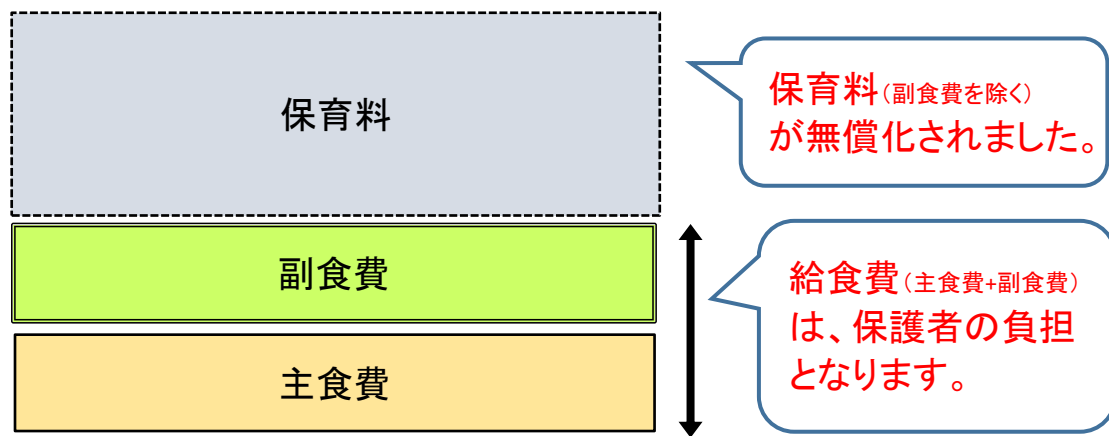 保育料
保育料(副食費を除く)
が無償化されました。
副食費
給食費(主食費+副食費)
は、保護者の負担
となります。
主食費